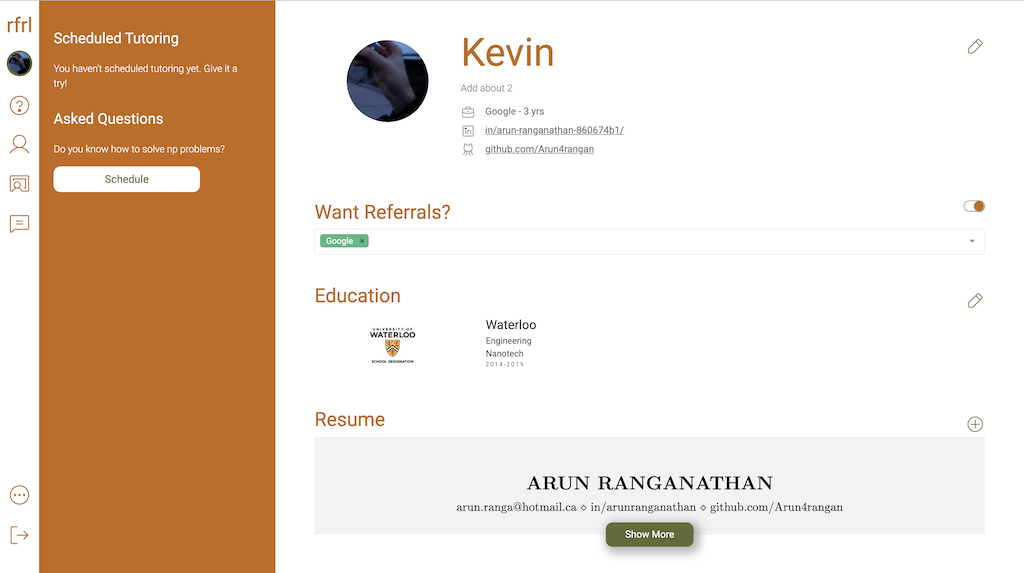 rfrl
Scheduled Tutoring
You haven't scheduled tutoring yet. Give it a
try!
Asked Questions
Do you know how to solve np problems?
Schedule
Kevin
Add about 2
Google - 3 yrs
in/arun-ranganathan-860674b1/
github.com/Arun4rangan
Want Referrals?
Google ×
Education
UNIVERSITY OF
WATERLOO
SCHOOL DESIGNATION
Waterloo
Engineering
Nanotech
2014-2019
Resume
ARUN RANGANATHAN
arun.ranga@hotmail.ca ⋄ in/arunranganathan ⋄ github.com/Arun4rangan
Show More